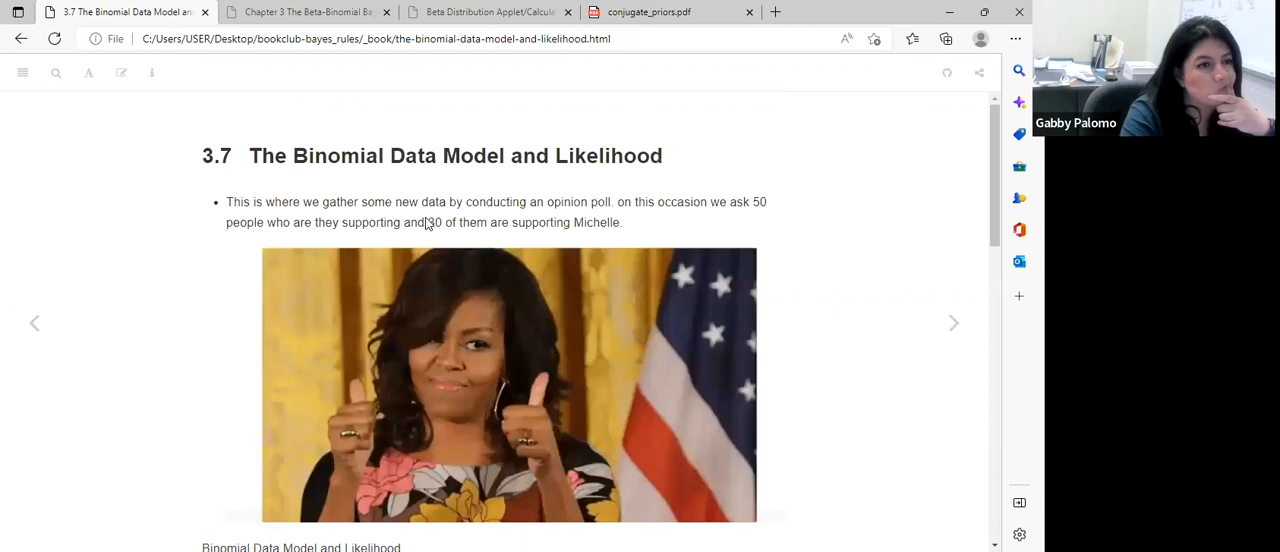 3.7 The Binomial Data Model an
Chapter 3 The Beta-Binomial Ba
Beta Distribution Applet/Calcula
conjugate_priors.pdf
File
C:/Users/USER/Desktop/bookclub-bayes_rules/_book/the-binomial-data-model-and-likelihood.html
Gabby Palomo
3.7 The Binomial Data Model and Likelihood
• This is where we gather some new data by conducting an opinion poll. on this occasion we ask 50
people who are they supporting and 30 of them are supporting Michelle.
Binomial Data Model and Likelihood